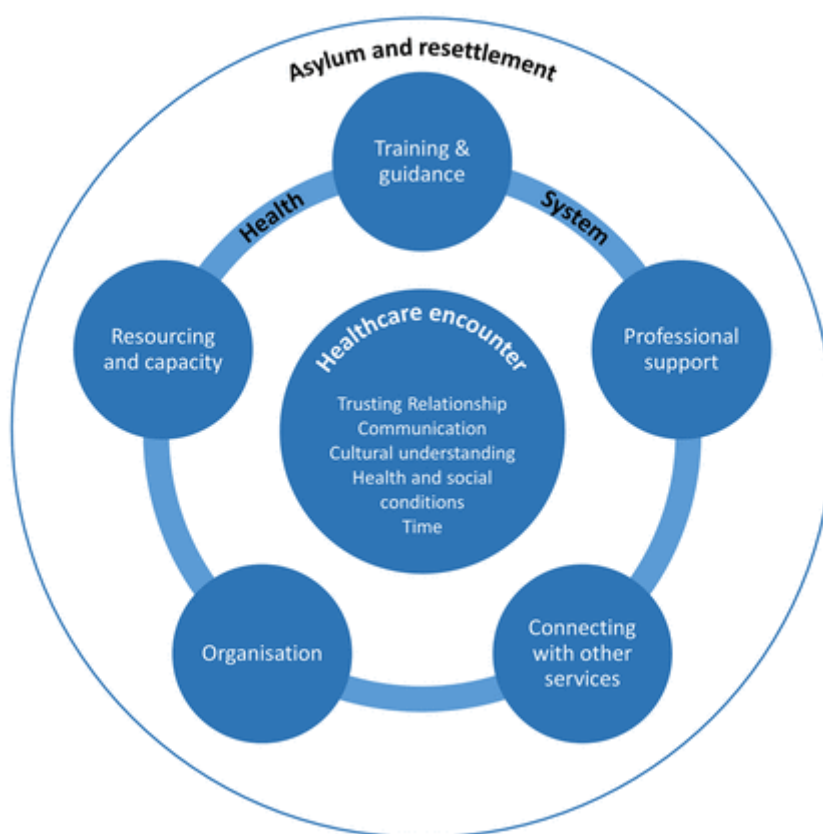 Asylum and resettlement
Training &
guidance
Health
System
Resourcing
and capacity
Professional
support
Healthcare encounter
Trusting Relationship
Communication
Cultural understanding
Health and social
conditions
Time
Organisation
Connecting
with other
services